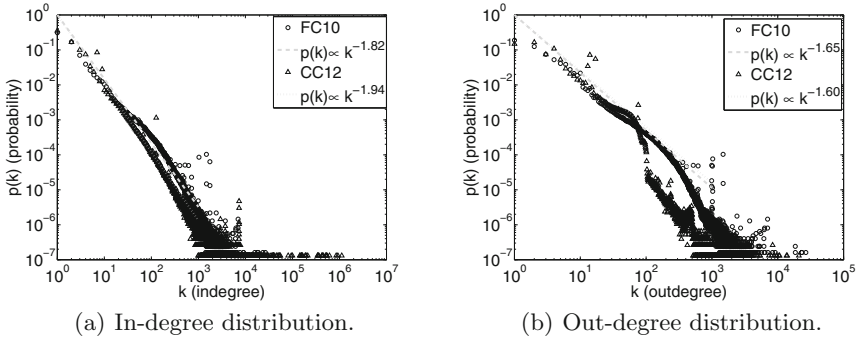 10^0
10^-1
10^-2
10^-3
10^-4
10^-5
10^-6
10^-7
p(k) (probability)
FC10
p(k) ∝ k^-1.82
CC12
p(k) ∝ k^-1.94
10^0 10^1 10^2 10^3 10^4 10^5 10^6 10^7
k (indegree)
(a) In-degree distribution.
10^0
10^-1
10^-2
10^-3
10^-4
10^-5
10^-6
10^-7
p(k) (probability)
FC10
p(k) ∝ k^-1.65
CC12
p(k) ∝ k^-1.60
10^0 10^1 10^2 10^3 10^4 10^5
k (outdegree)
(b) Out-degree distribution.